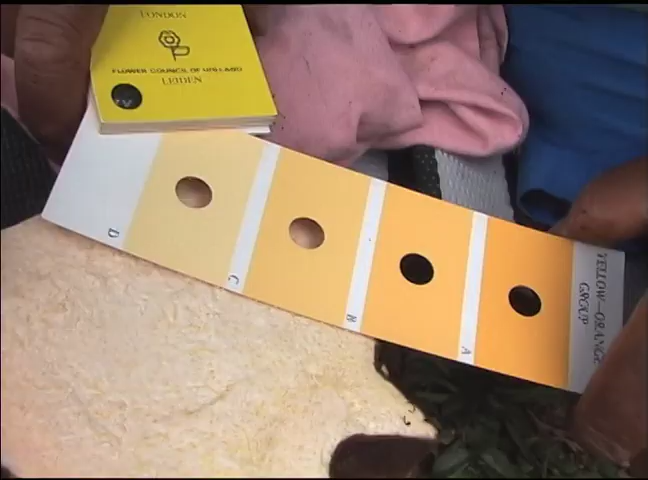 LONDON
FLOWER COUNCIL OF HOLLAND
LEIDEN
D
C
B
A
YELLOW—ORANGE
GROUP